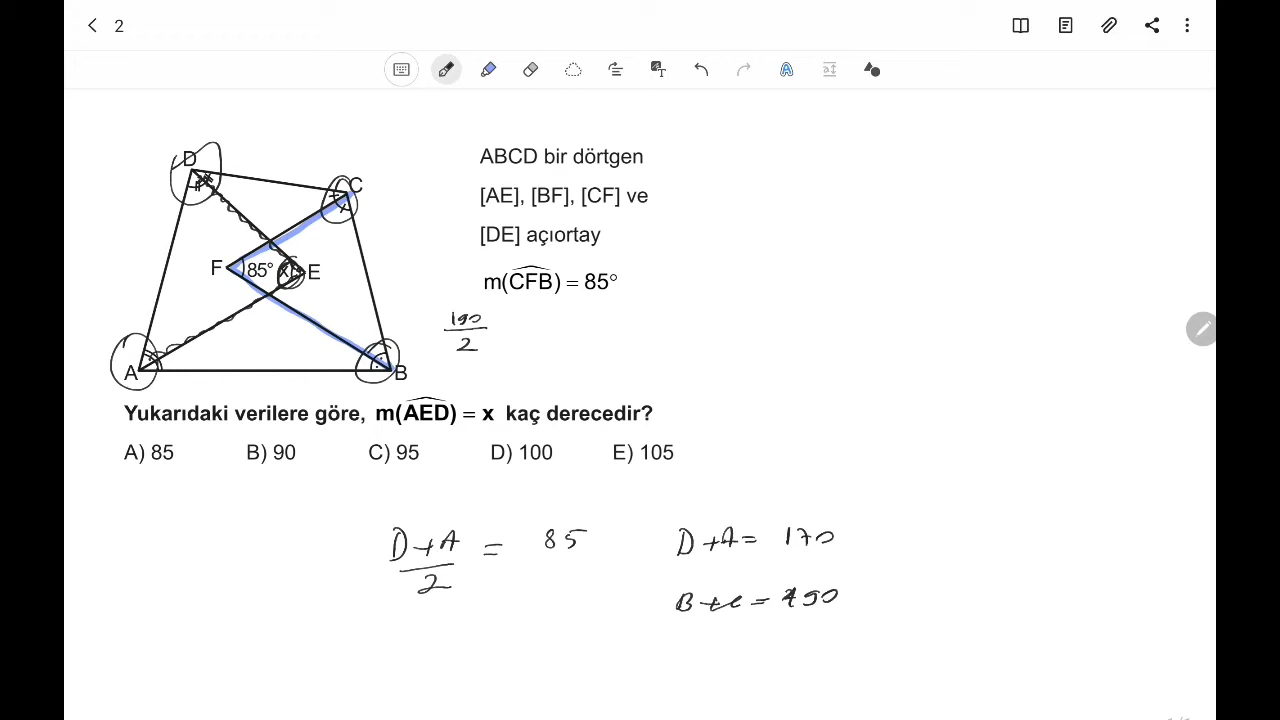 2
D
C
F
85°
x
E
A
B
ABCD bir dörtgen
[AE], [BF], [CF] ve
[DE] açıortay
m(CFB) = 85°
190
2
Yukarıdaki verilere göre, m(AED) = x kaç derecedir?
A) 85 B) 90 C) 95 D) 100 E) 105
D+A = 85
2
D+A= 170
B+C = 190